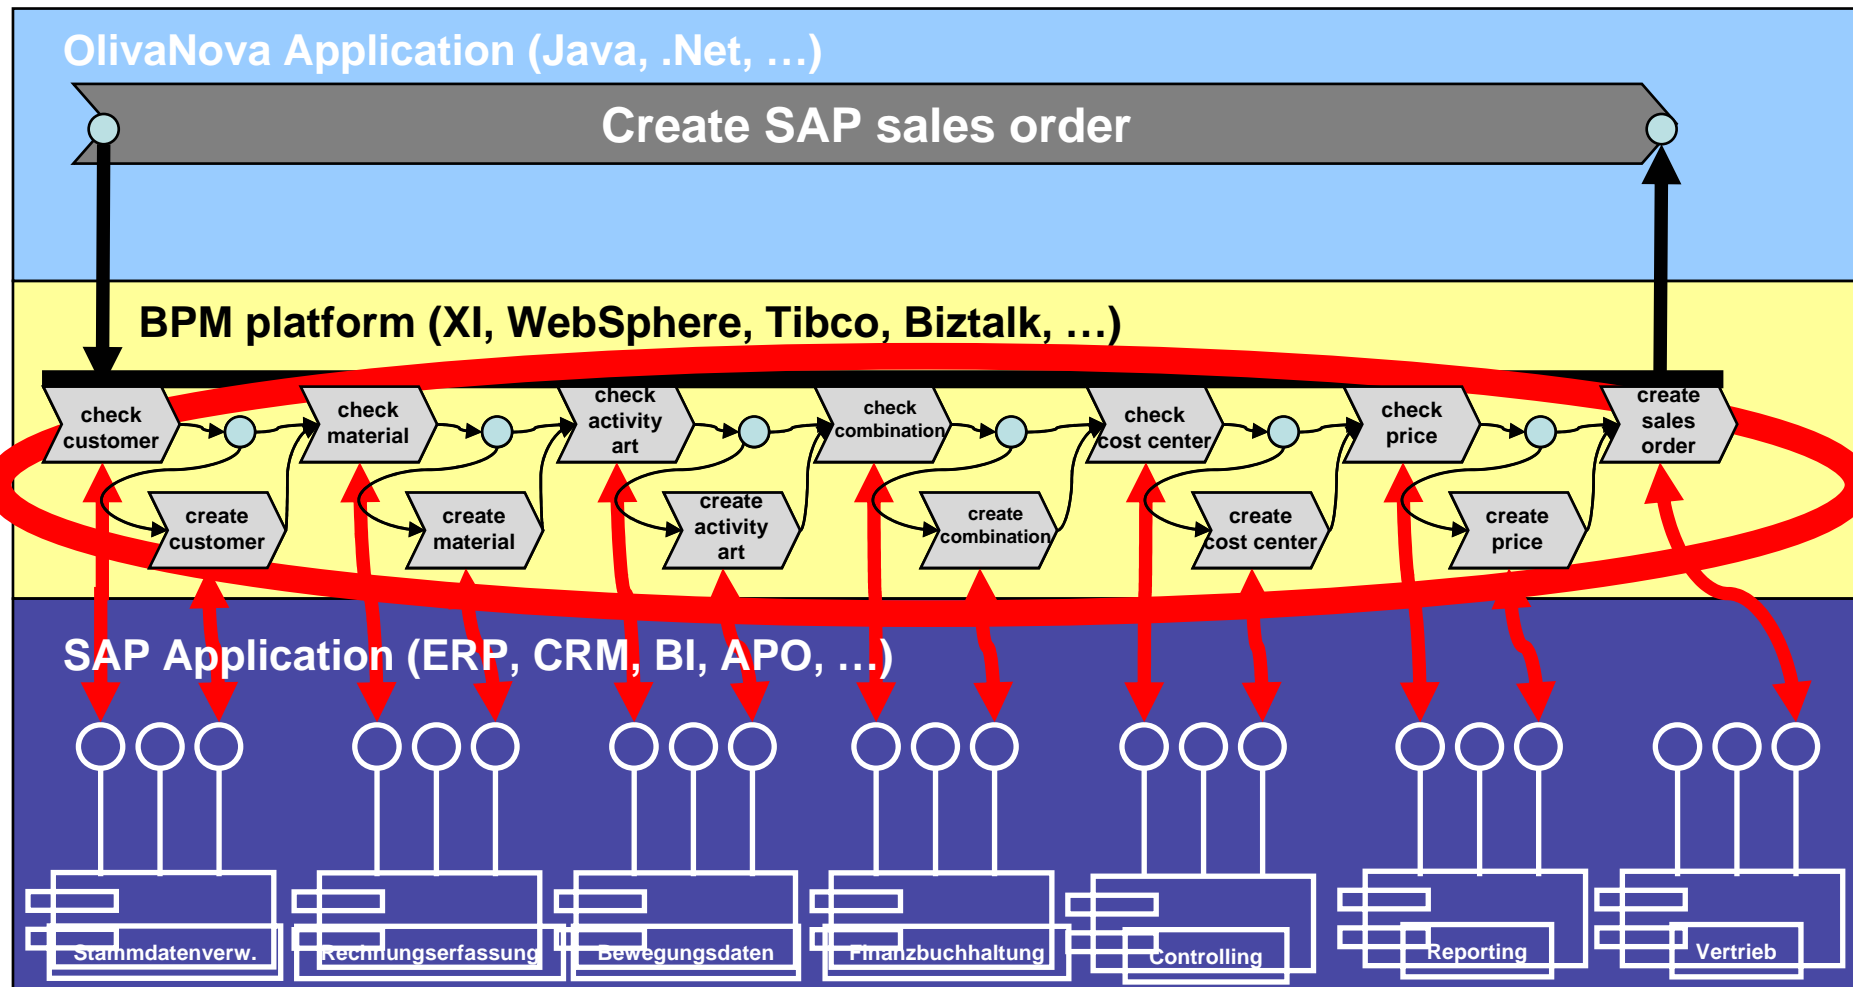 OlivaNova Application (Java, .Net, …)
Create SAP sales order
BPM platform (XI, WebSphere, Tibco, Biztalk, …)
check
customer
check
material
check
activity
art
check
combination
check
cost center
check
price
create
sales
order
create
customer
create
material
create
activity
art
create
combination
create
cost center
create
price
SAP Application (ERP, CRM, BI, APO, …)
Stammdatenverw.
Rechnungserfassung
Bewegungsdaten
Finanzbuchhaltung
Controlling
Reporting
Vertrieb